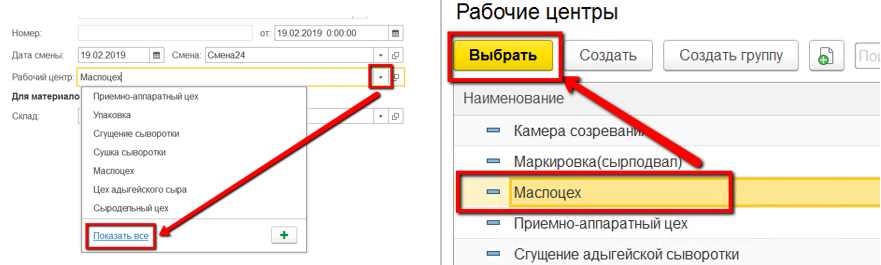 Номер: от: 19.02.2019 0:00:00
Дата смены: 19.02.2019 Смена: Смена24
Рабочий центр: Маслоцех
Для материало
Склад:
Приемно-аппаратный цех
Упаковка
Сгущение сыворотки
Сушка сыворотки
Маслоцех
Цех адыгейского сыра
Сыродельный цех
Показать все
Рабочие центры
Выбрать Создать Создать группу Пои
Наименование
Камера созревани
Маркировка(сырподвал)
Маслоцех
Приемно-аппаратный цех
Сгущение адыгейской сыворотки